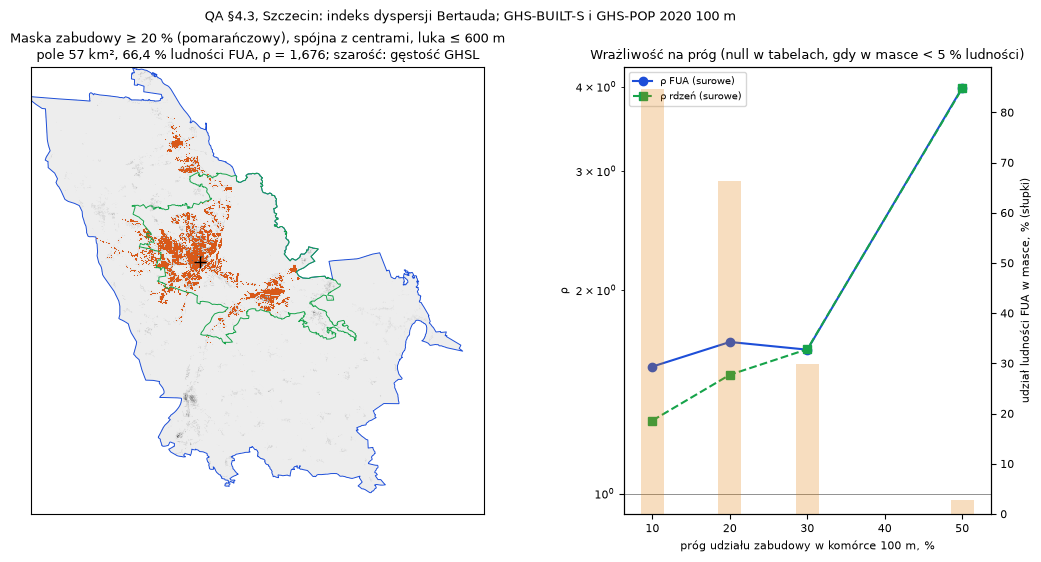 QA §4.3, Szczecin: indeks dyspersji Bertauda; GHS-BUILT-S i GHS-POP 2020 100 m
Maska zabudowy ≥ 20 % (pomarańczowy), spójna z centrami, luka ≤ 600 m
pole 57 km², 66,4 % ludności FUA, ρ = 1,676; szarość: gęstość GHSL
Wrażliwość na próg (null w tabelach, gdy w masce < 5 % ludności)
ρ FUA (surowe)
ρ rdzeń (surowe)
4 × 10⁰
3 × 10⁰
2 × 10⁰
10⁰
ρ
80
70
60
50
40
30
20
10
0
udział ludności FUA w masce, % (słupki)
10
20
30
40
50
próg udziału zabudowy w komórce 100 m, %